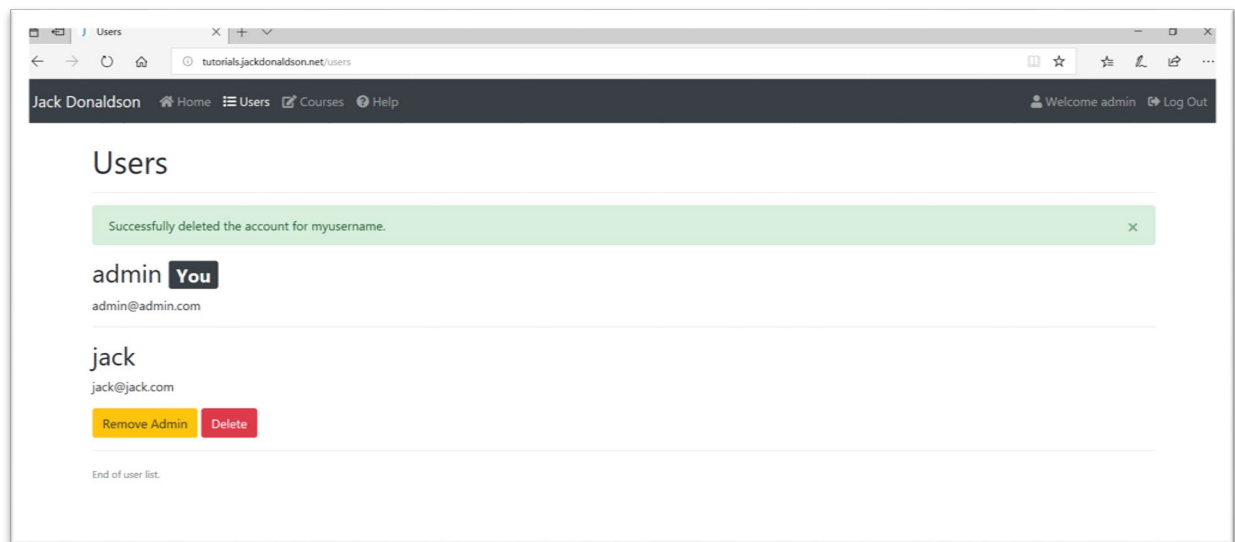 Users
tutorials.jackdonaldson.net/users
Jack Donaldson Home Users Courses Help Welcome admin Log Out
Users
Successfully deleted the account for myusername. ×
admin You
admin@admin.com
jack
jack@jack.com
Remove Admin Delete
End of user list.